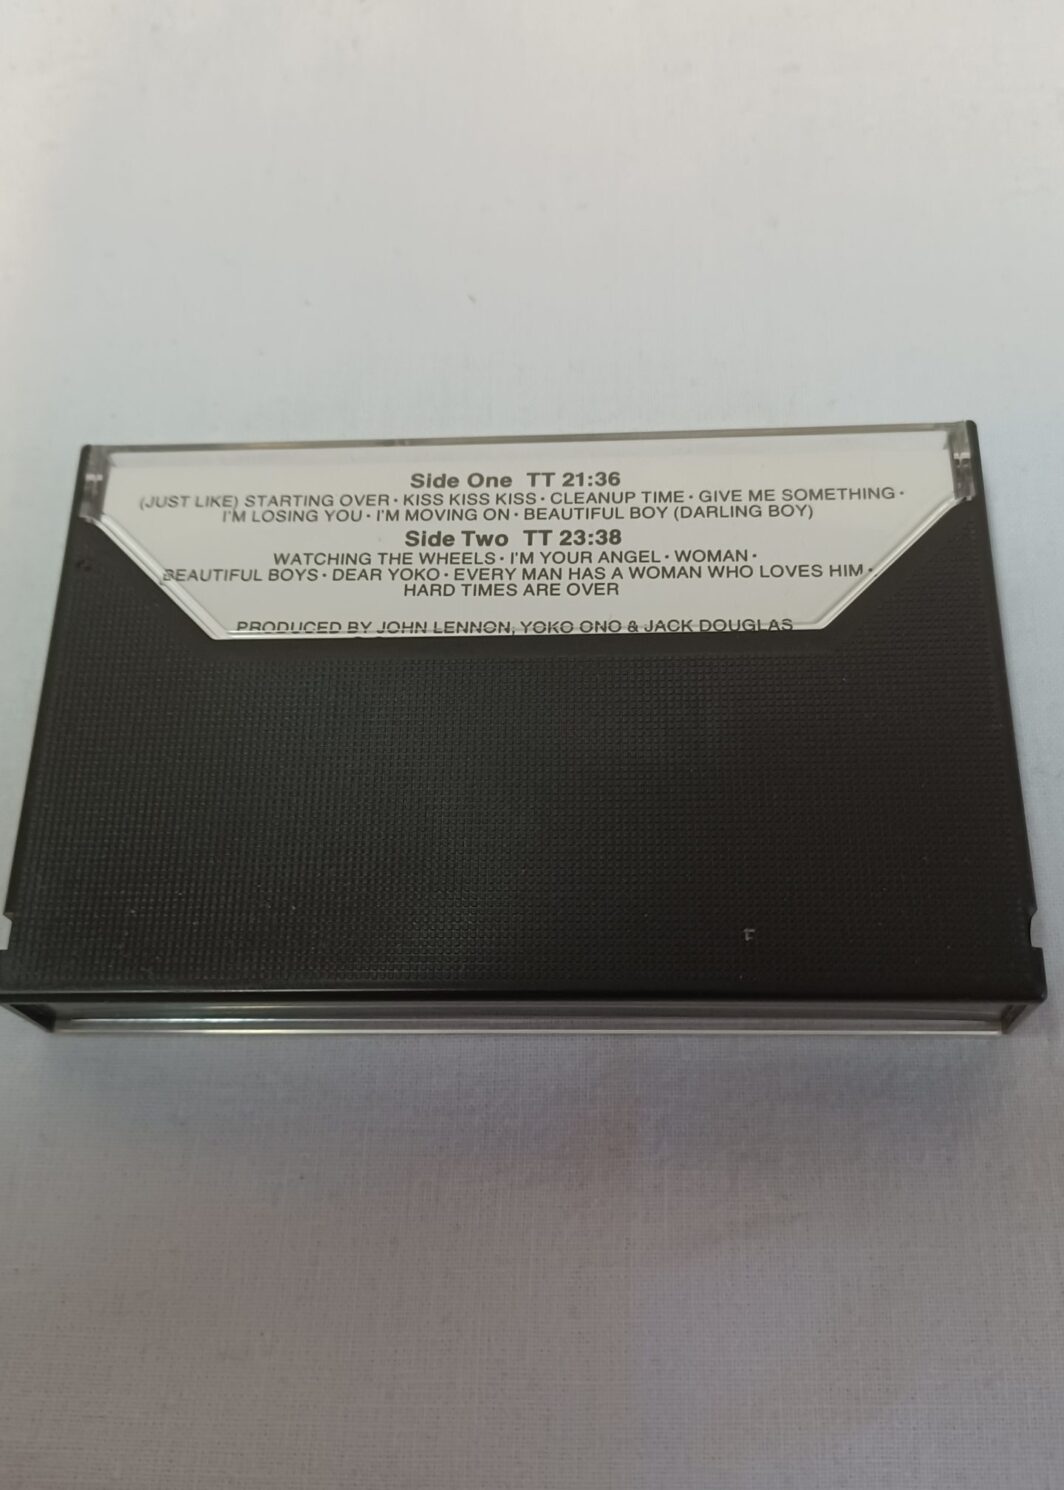 Side One TT 21:36
(JUST LIKE) STARTING OVER • KISS KISS KISS • CLEANUP TIME • GIVE ME SOMETHING •
I'M LOSING YOU • I'M MOVING ON • BEAUTIFUL BOY (DARLING BOY)
Side Two TT 23:38
WATCHING THE WHEELS • I'M YOUR ANGEL • WOMAN •
BEAUTIFUL BOYS • DEAR YOKO • EVERY MAN HAS A WOMAN WHO LOVES HIM •
HARD TIMES ARE OVER
PRODUCED BY JOHN LENNON, YOKO ONO & JACK DOUGLAS
F